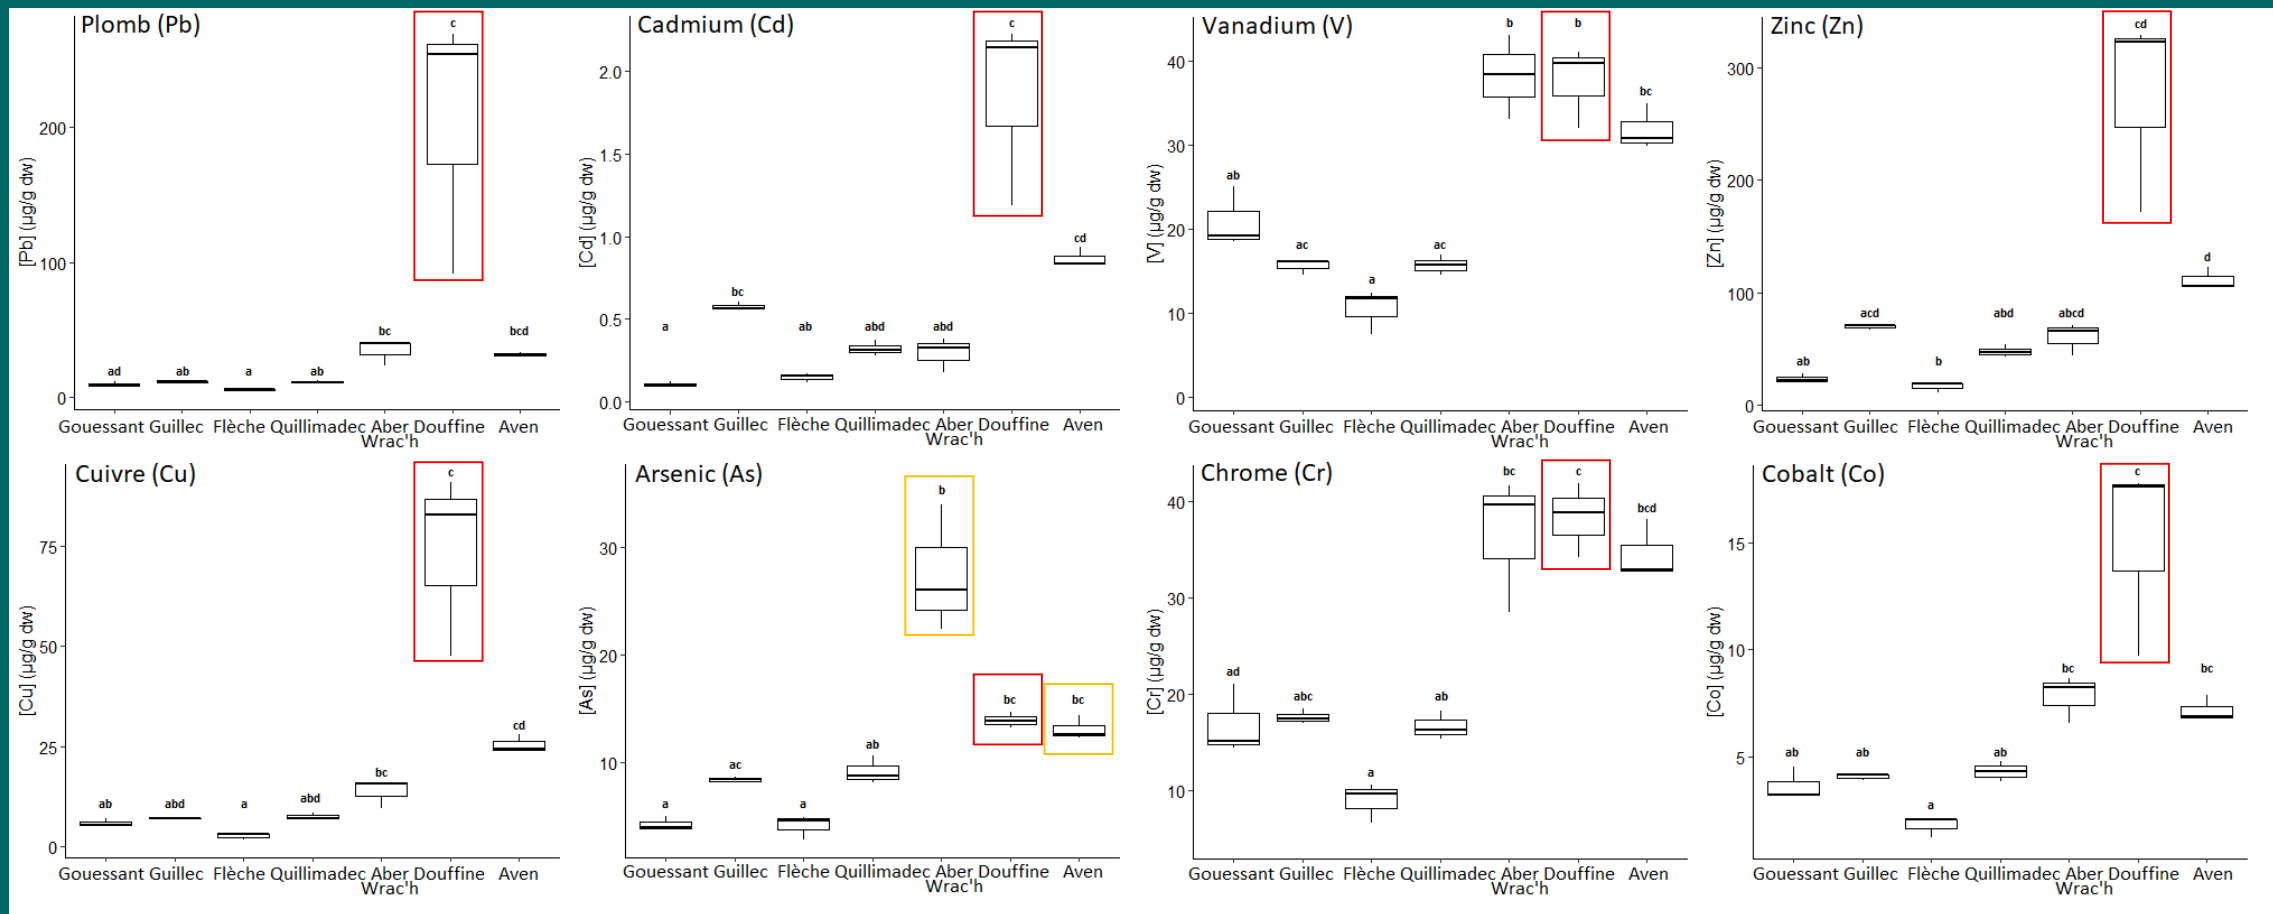 Plomb (Pb)
c
200
100
0
[Pb] (µg/g dw)
ad ab a ab bc bcd
Gouessant Guillec Flèche Quillimadec Aber Douffine Aven
Wrac'h
Cadmium (Cd)
c
2.0
1.5
1.0
0.5
0.0
[Cd] (µg/g dw)
a bc ab abd abd cd
Gouessant Guillec Flèche Quillimadec Aber Douffine Aven
Wrac'h
Vanadium (V)
b b
40
30
20
10
0
[V] (µg/g dw)
ab ac a ac bc
Gouessant Guillec Flèche Quillimadec Aber Douffine Aven
Wrac'h
Zinc (Zn)
cd
300
200
100
0
[Zn] (µg/g dw)
ab acd b abd abcd d
Gouessant Guillec Flèche Quillimadec Aber Douffine Aven
Wrac'h
Cuivre (Cu)
c
75
50
25
0
[Cu] (µg/g dw)
ab abd a abd bc cd
Gouessant Guillec Flèche Quillimadec Aber Douffine Aven
Wrac'h
Arsenic (As)
b
30
20
10
[As] (µg/g dw)
a ac a ab bc bc
Gouessant Guillec Flèche Quillimadec Aber Douffine Aven
Wrac'h
Chrome (Cr)
bc c
40
30
20
10
[Cr] (µg/g dw)
ad abc a ab bcd
Gouessant Guillec Flèche Quillimadec Aber Douffine Aven
Wrac'h
Cobalt (Co)
c
15
10
5
[Co] (µg/g dw)
ab ab a ab bc bc
Gouessant Guillec Flèche Quillimadec Aber Douffine Aven
Wrac'h